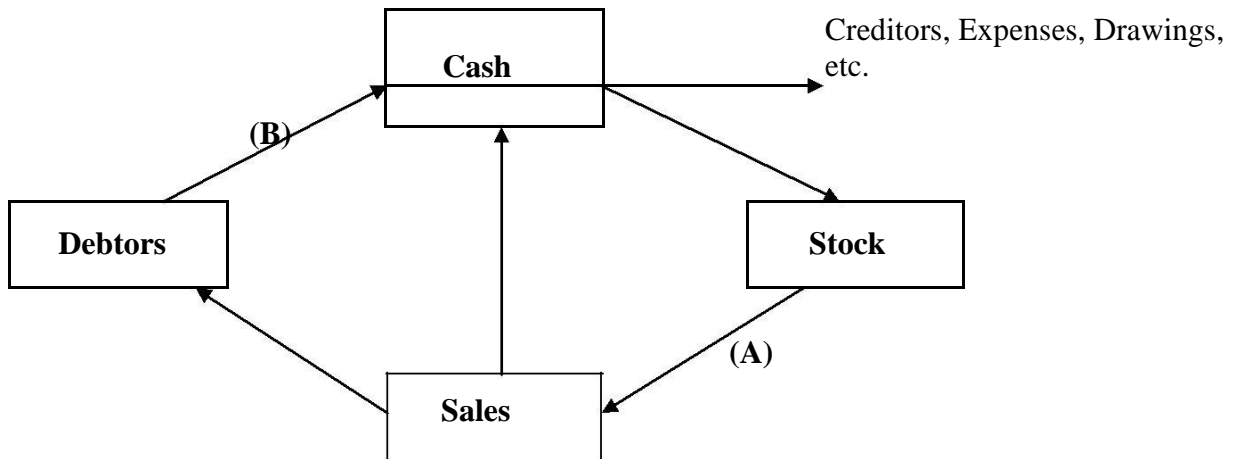 Creditors, Expenses, Drawings,
etc.
Cash
(B)
Debtors
Stock
(A)
Sales